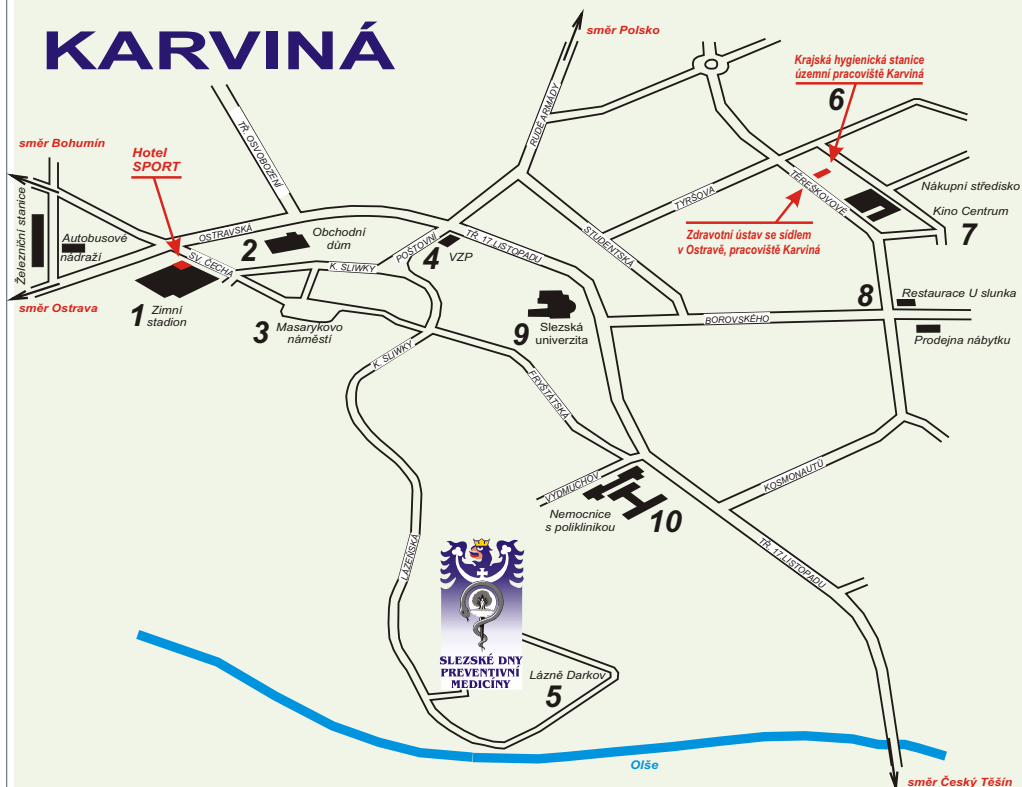 KARVINÁ
směr Polsko
Krajská hygienická stanice
územní pracoviště Karviná
6
RUDÉ ARMÁDY
TŘ. OSVOBOZENÍ
směr Bohumín
Hotel
SPORT
TYRŠOVA
TĚREŠKOVOVÉ
Nákupní středisko
Kino Centrum
7
Zdravotní ústav se sídlem
v Ostravě, pracoviště Karviná
Železniční stanice
Autobusové
nádraží
OSTRAVSKÁ
2
Obchodní
dům
POŠTOVNÍ
4
VZP
TŘ. 17.LISTOPADU
STUDENTSKÁ
SV. ČECHA
K. SLIWKY
směr Ostrava
1
Zimní
stadion
3
Masarykovo
náměstí
9
Slezská
univerzita
BOROVSKÉHO
8
Restaurace U slunka
Prodejna nábytku
K. SLIWKY
FRYŠTÁTSKÁ
VYDMUCHOV
Nemocnice
s poliklinikou
10
KOSMONAUTŮ
TŘ. 17.LISTOPADU
LÁZEŇSKÁ
SLEZSKÉ DNY
PREVENTIVNÍ
MEDICÍNY
Lázně Darkov
5
Olše
směr Český Těšín